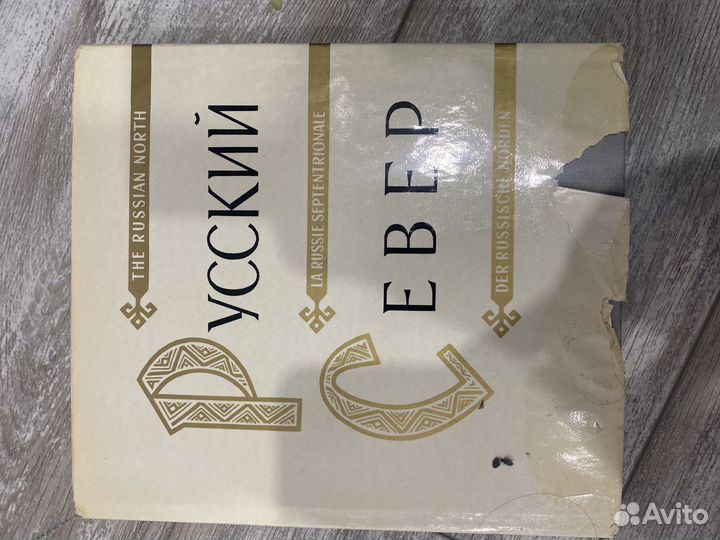 THE RUSSIAN NORTH
РУССКИЙ
LA RUSSIE SEPTENTRIONALE
СЕВЕР
DER RUSSISCHE NORDEN
Avito